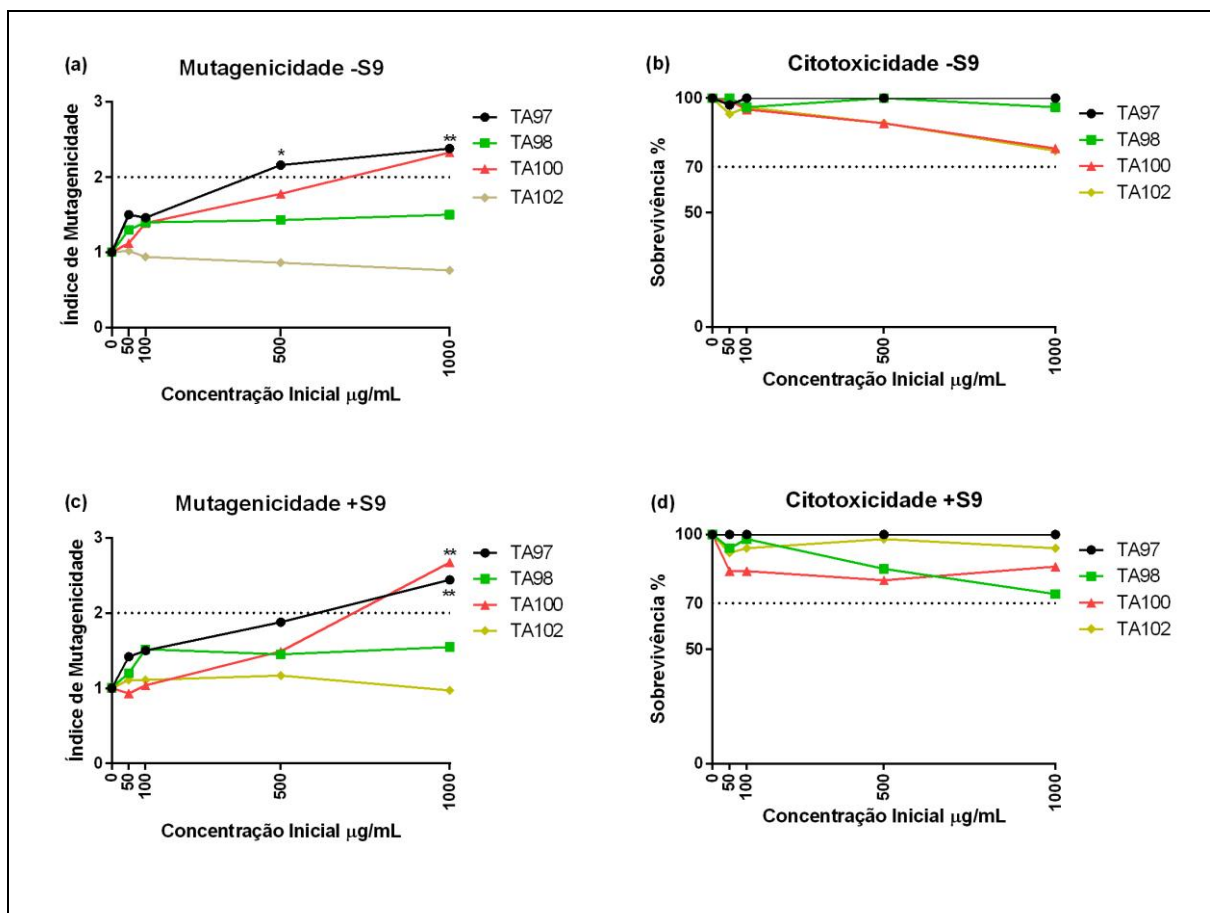 (a)
Mutagenicidade -S9
Índice de Mutagenicidade
3
2
1
0
*
**
0
50
100
500
1000
Concentração Inicial μg/mL
TA97
TA98
TA100
TA102
(b)
Citotoxicidade -S9
Sobrevivência %
100
70
50
0
0
50
100
500
1000
Concentração Inicial μg/mL
TA97
TA98
TA100
TA102
(c)
Mutagenicidade +S9
Índice de Mutagenicidade
3
2
1
0
**
**
0
50
100
500
1000
Concentração Inicial μg/mL
TA97
TA98
TA100
TA102
(d)
Citotoxicidade +S9
Sobrevivência %
100
70
50
0
0
50
100
500
1000
Concentração Inicial μg/mL
TA97
TA98
TA100
TA102